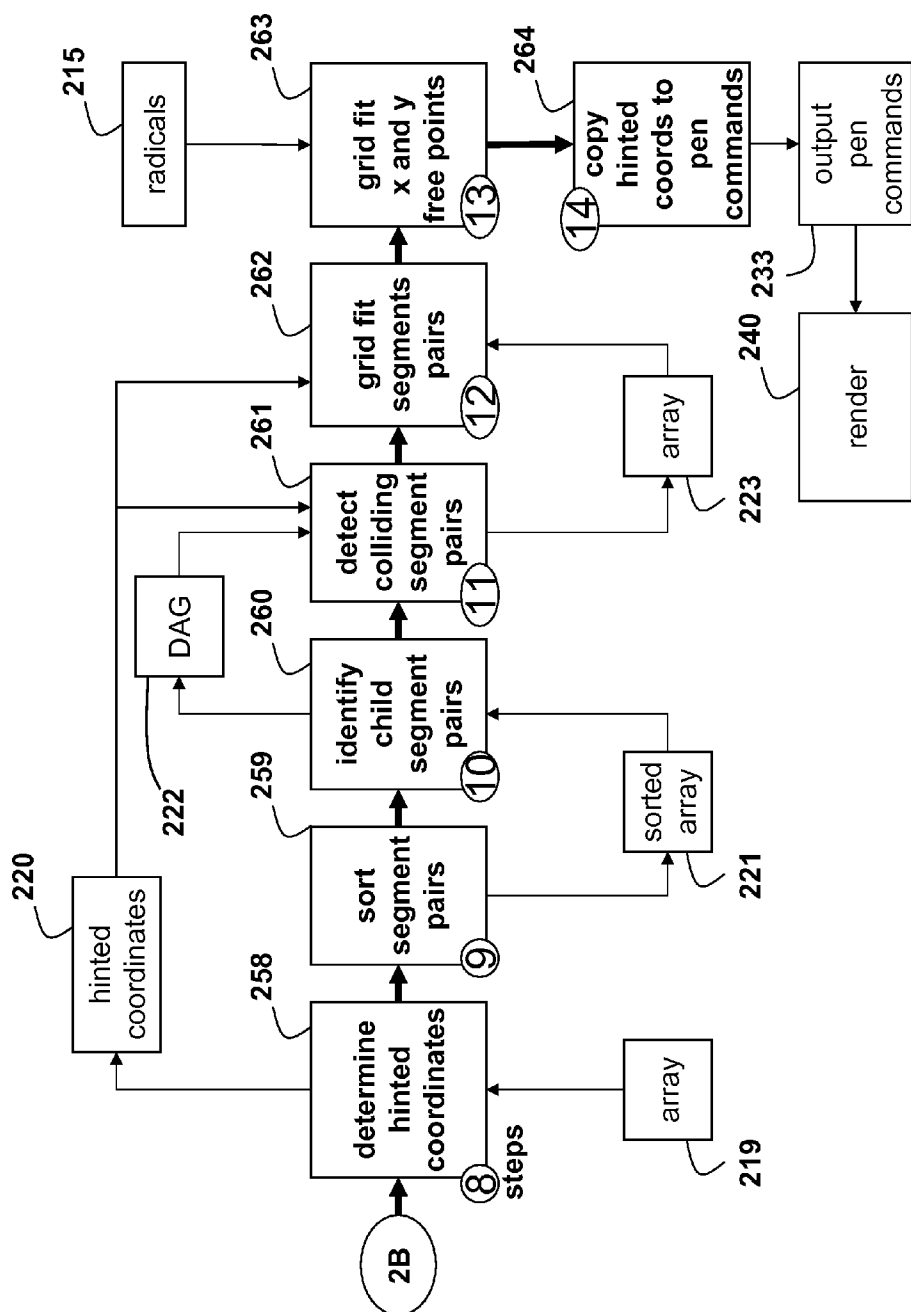 2B
determine
hinted
coordinates
258
8
steps
array
219
hinted
coordinates
220
sort
segment
pairs
259
9
sorted
array
221
identify
child
segment
pairs
260
10
DAG
222
detect
colliding
segment
pairs
261
11
array
223
grid fit
segments
pairs
262
12
radicals
215
grid fit
x and y
free points
263
13
copy
hinted
coords to
pen
commands
264
14
output
pen
commands
233
render
240